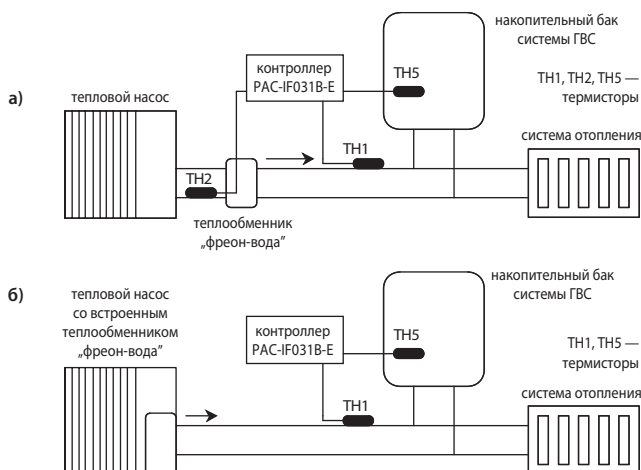 а)
тепловой насос
контроллер
PAC-IF031B-E
TH5
накопительный бак
системы ГВС
TH1, TH2, TH5 —
термисторы
система отопления
TH1
TH2
теплообменник
„фреон-вода”
б)
тепловой насос
со встроенным
теплообменником
„фреон-вода”
контроллер
PAC-IF031B-E
TH5
накопительный бак
системы ГВС
TH1, TH5 —
термисторы
система отопления
TH1